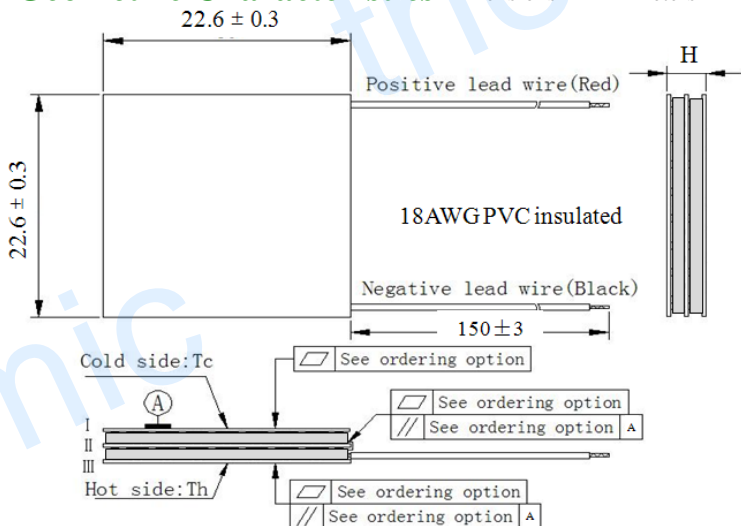 22.6 ± 0.3
H
Positive lead wire(Red)
22.6 ± 0.3
18AWG PVC insulated
Negative lead wire(Black)
150±3
Cold side:Tc
See ordering option
A
See ordering option
I
// See ordering option A
II
III
Hot side:Th
See ordering option
// See ordering option A
nic